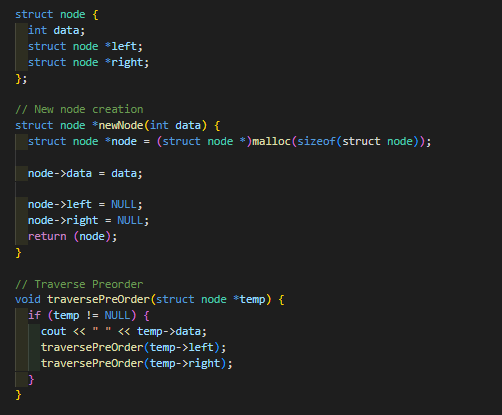 struct node {
  int data;
  struct node *left;
  struct node *right;
};

// New node creation
struct node *newNode(int data) {
  struct node *node = (struct node *)malloc(sizeof(struct node));

  node->data = data;

  node->left = NULL;
  node->right = NULL;
  return (node);
}

// Traverse Preorder
void traversePreOrder(struct node *temp) {
  if (temp != NULL) {
    cout << " " << temp->data;
    traversePreOrder(temp->left);
    traversePreOrder(temp->right);
  }
}